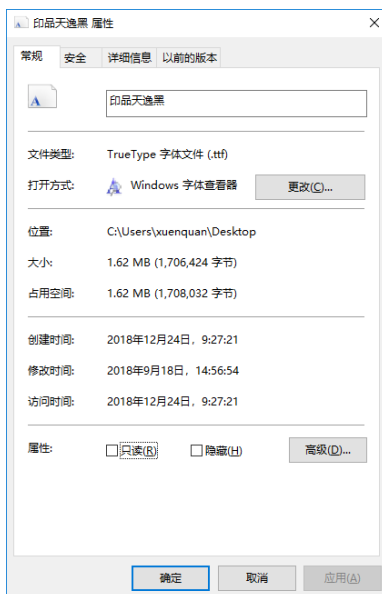 印品天逸黑 属性
常规 安全 详细信息 以前的版本
A
印品天逸黑
文件类型: TrueType 字体文件 (.ttf)
打开方式: Windows 字体查看器 更改(C)...
位置: C:\Users\xuenquan\Desktop
大小: 1.62 MB (1,706,424 字节)
占用空间: 1.62 MB (1,708,032 字节)
创建时间: 2018年12月24日，9:27:21
修改时间: 2018年9月18日，14:56:54
访问时间: 2018年12月24日，9:27:21
属性: 只读(R) 隐藏(H) 高级(D)...
确定 取消 应用(A)